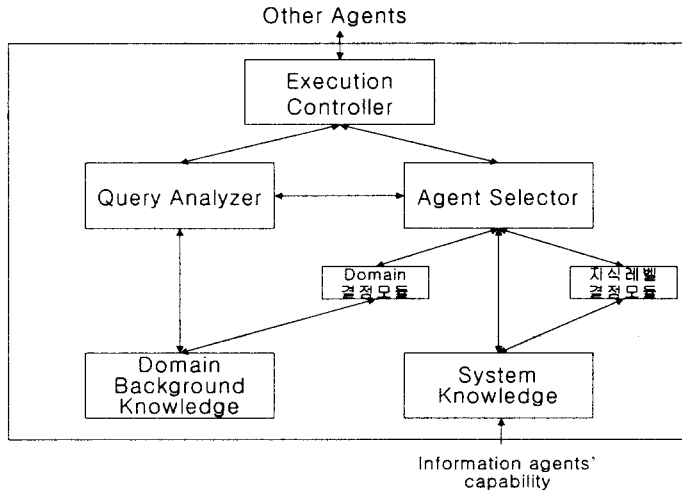 Other Agents
Execution
Controller
Query Analyzer
Agent Selector
Domain
결정모듈
지식레벨
결정모듈
Domain
Background
Knowledge
System
Knowledge
Information agents'
capability